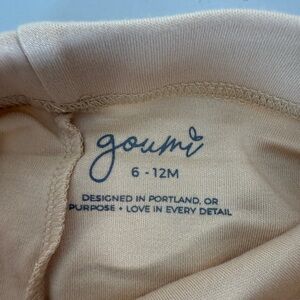 goumi
6 - 12M
DESIGNED IN PORTLAND, OR
PURPOSE • LOVE IN EVERY DETAIL